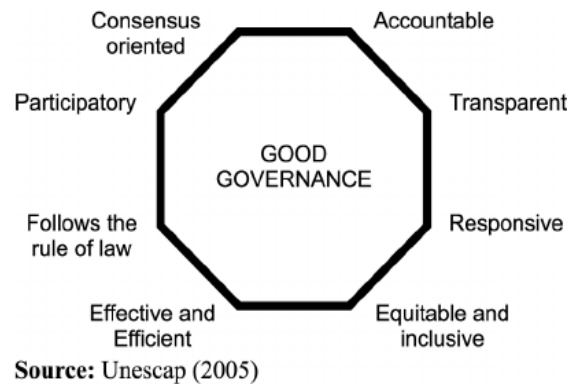 Consensus
oriented
Accountable
Participatory
Transparent
GOOD
GOVERNANCE
Follows the
rule of law
Responsive
Effective and
Efficient
Equitable and
inclusive
Source: Unescap (2005)